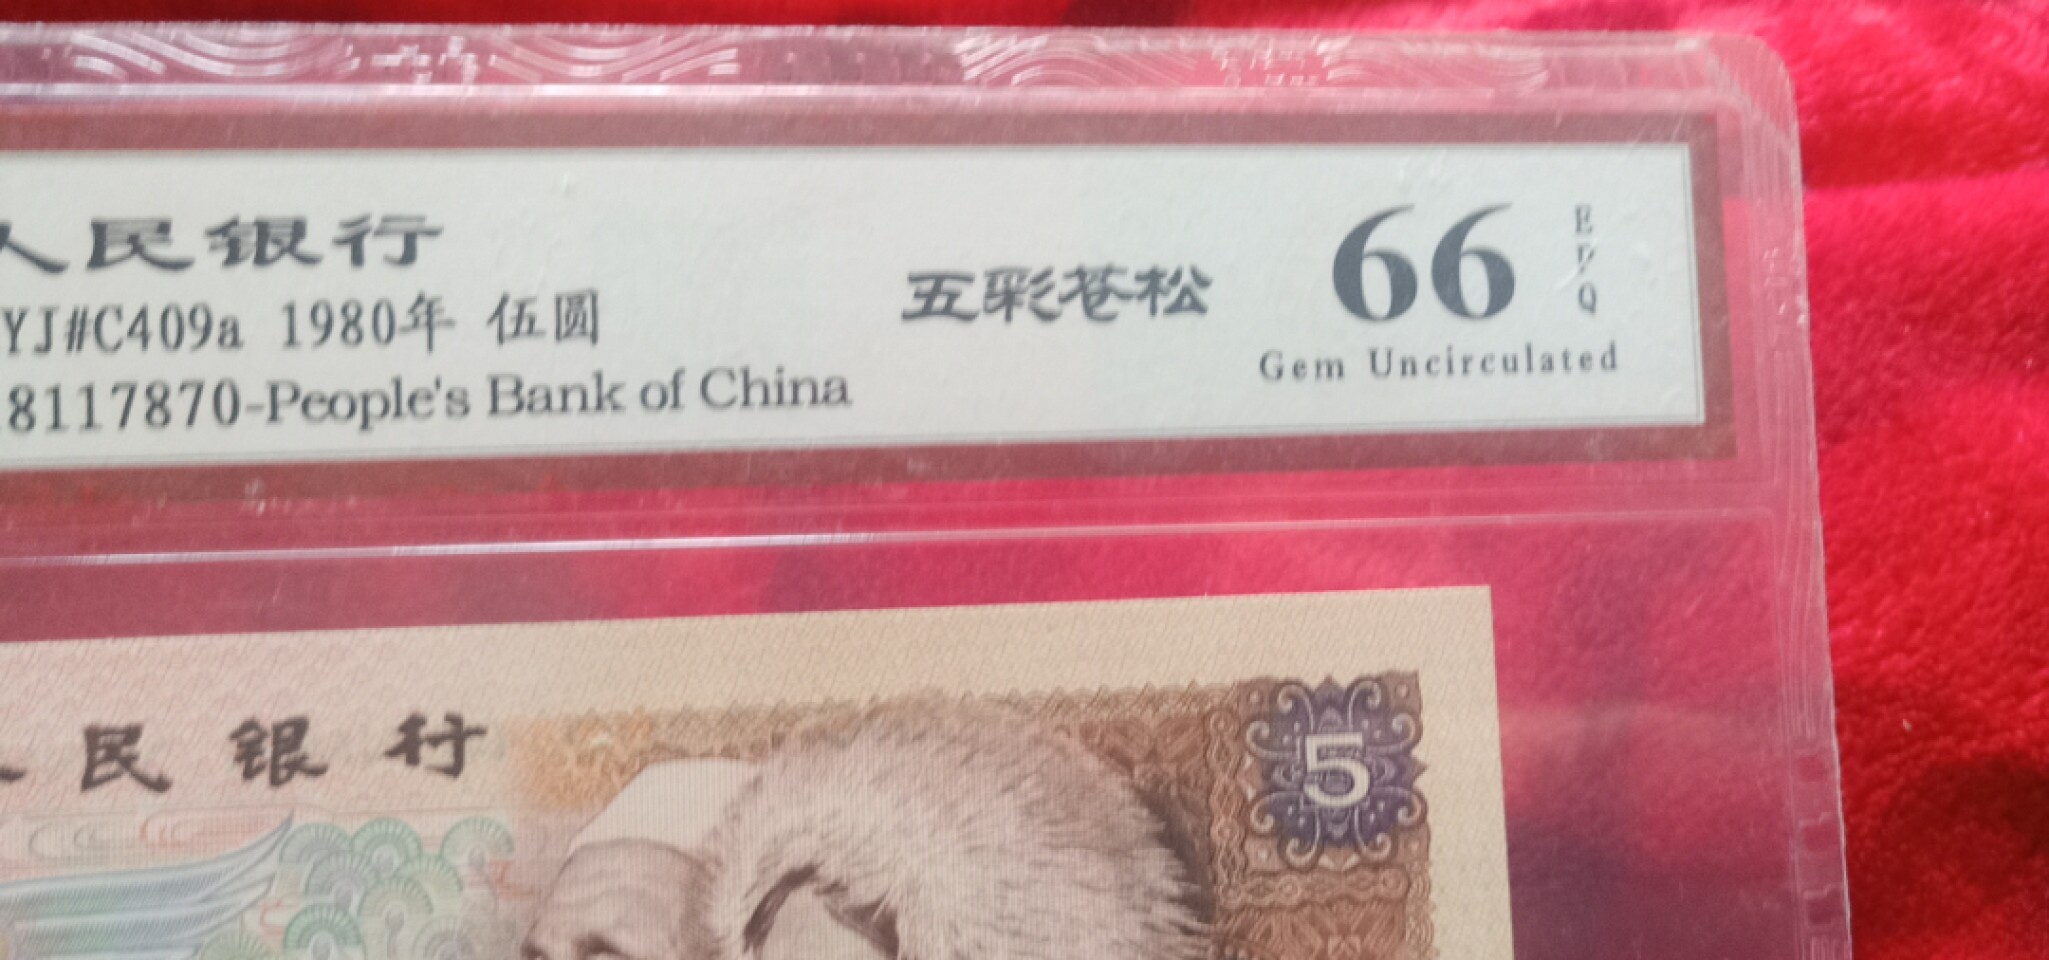 人民银行
YJ#C409a 1980年 伍圆
8117870-People's Bank of China
五彩苍松
66 EPQ
Gem Uncirculated
民银行
5